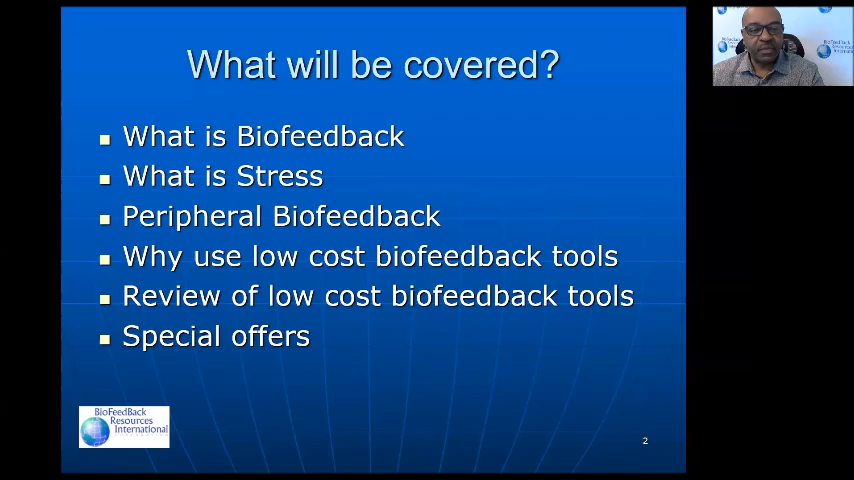 What will be covered?
What is Biofeedback
What is Stress
Peripheral Biofeedback
Why use low cost biofeedback tools
Review of low cost biofeedback tools
Special offers
BioFeedBack
Resources
International
2